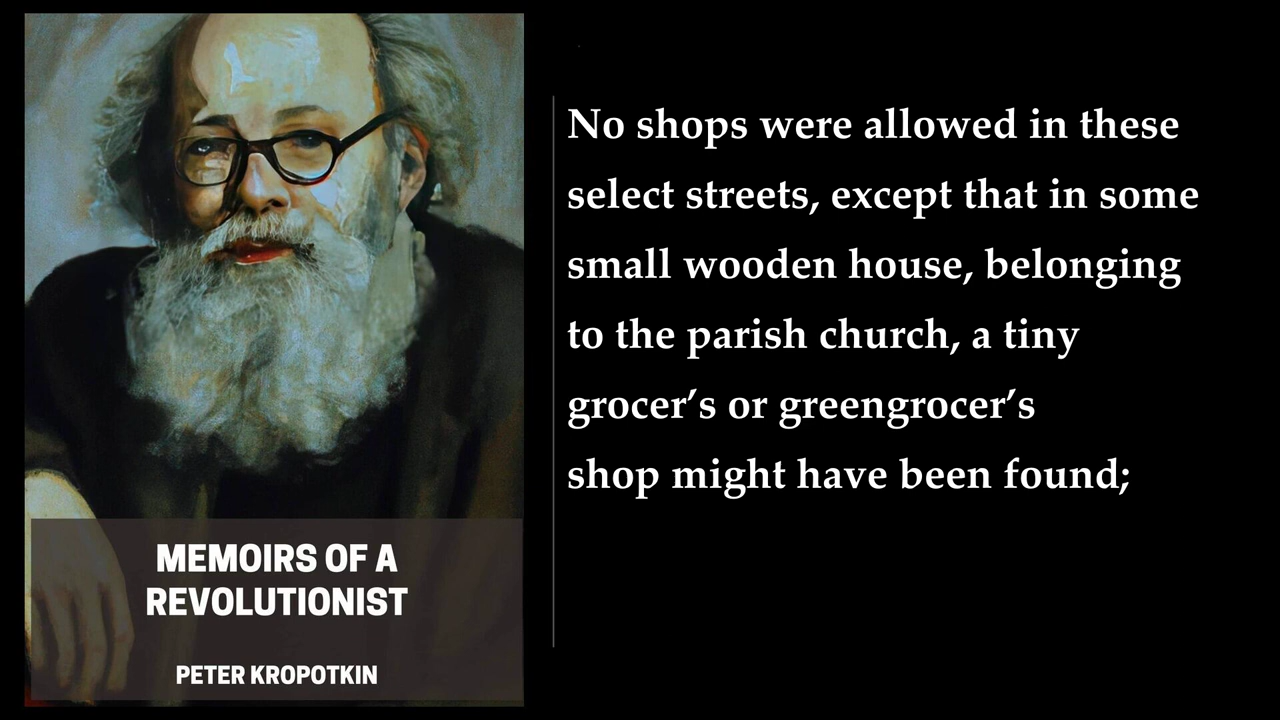 No shops were allowed in these
select streets, except that in some
small wooden house, belonging
to the parish church, a tiny
grocer’s or greengrocer’s
shop might have been found;
MEMOIRS OF A
REVOLUTIONIST
PETER KROPOTKIN